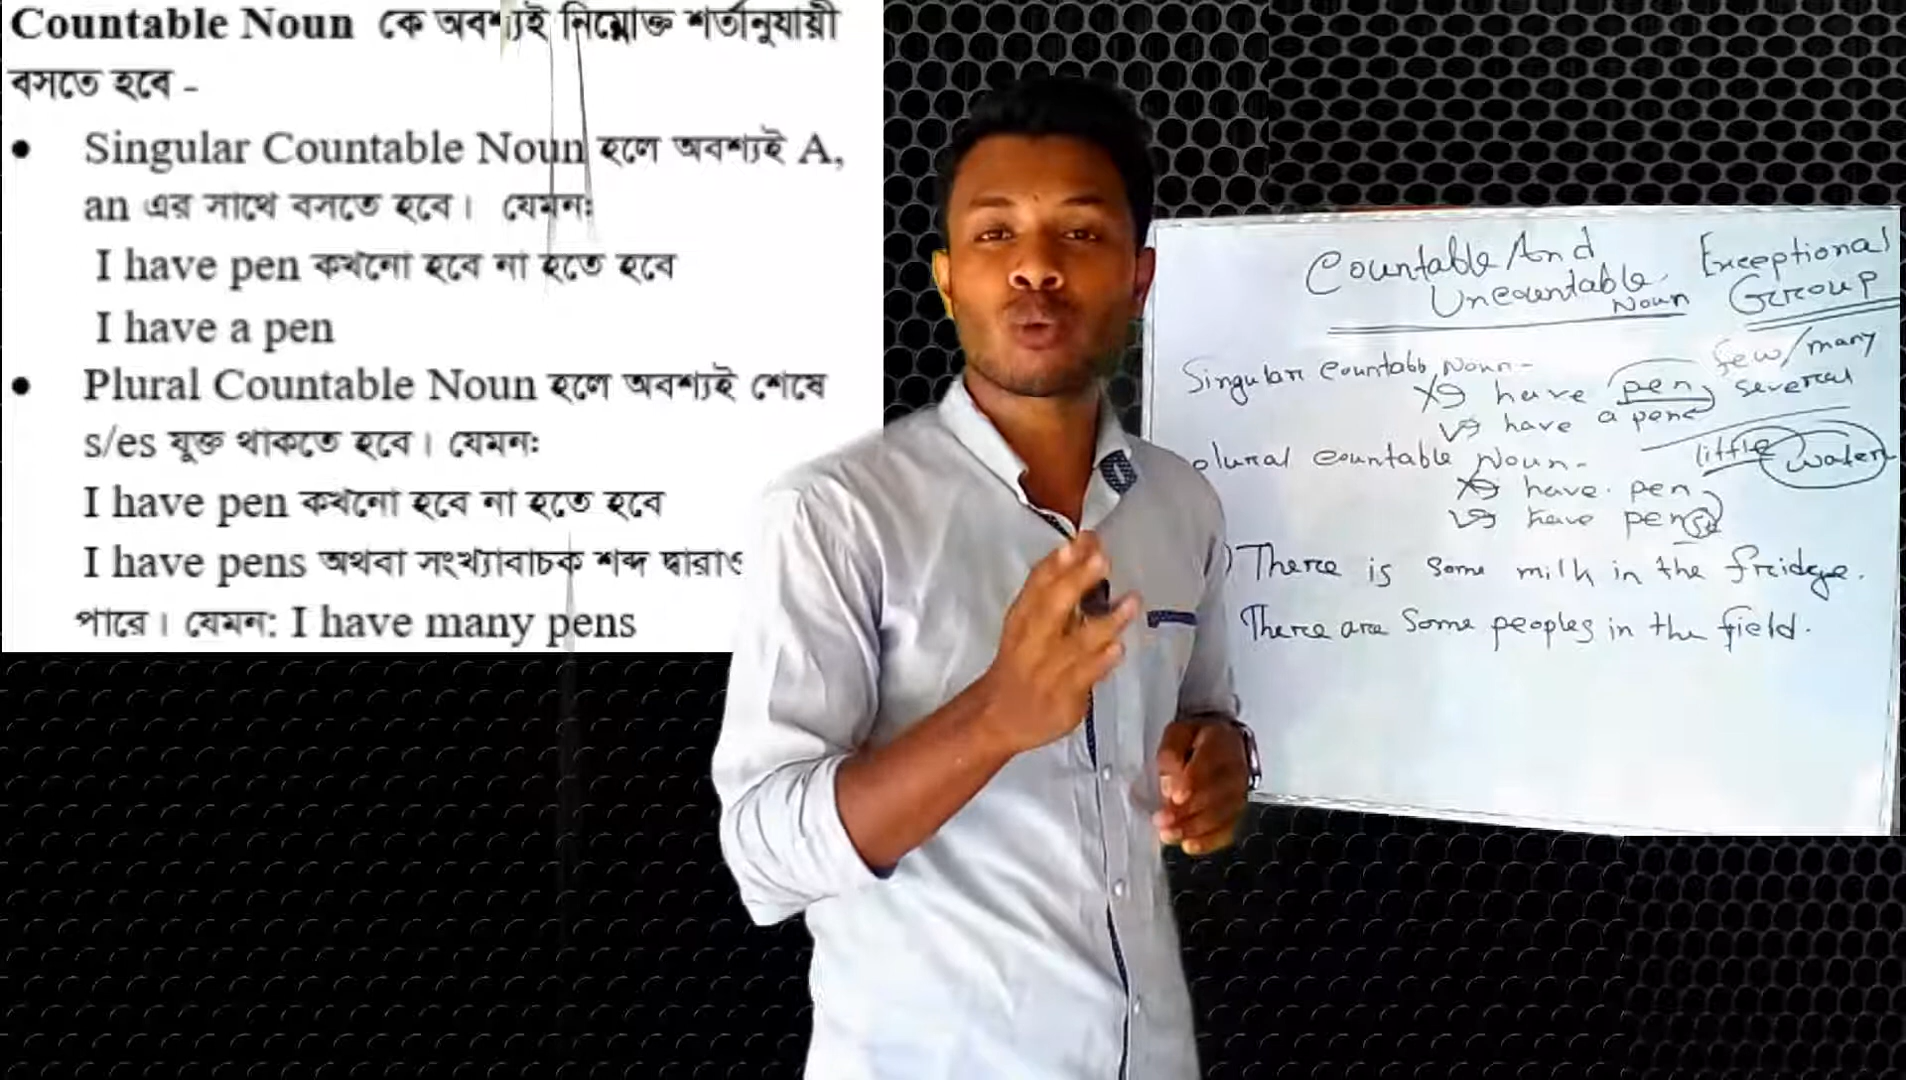 Countable Noun কে অবশ্যই নিম্নোক্ত শর্তানুযায়ী
বসতে হবে -
• Singular Countable Noun হলে অবশ্যই A,
an এর সাথে বসতে হবে। যেমনঃ
I have pen কখনো হবে না হতে হবে
I have a pen
• Plural Countable Noun হলে অবশ্যই শেষে
s/es যুক্ত থাকতে হবে। যেমনঃ
I have pen কখনো হবে না হতে হবে
I have pens অথবা সংখ্যাবাচক শব্দ দ্বারাও
পারে। যেমন: I have many pens
Countable And
Uncountable
Noun
Exceptional
Group
Singular Countable Noun-
few/many
several
have pen
have a pen
Plural Countable Noun-
little water
have pen
have pens
There is some milk in the fridge.
There are some peoples in the field.